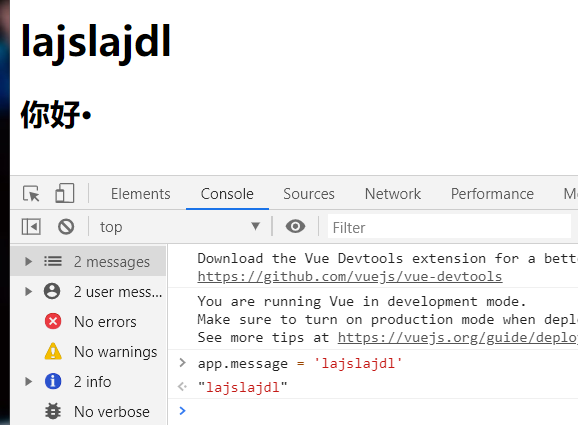 lajslajdl
你好·
Elements Console Sources Network Performance
top Filter
2 messages
2 user mess...
No errors
No warnings
2 info
No verbose
Download the Vue Devtools extension for a
https://github.com/vuejs/vue-devtools
You are running Vue in development mode.
Make sure to turn on production mode when
See more tips at https://vuejs.org/guide/
> app.message = 'lajslajdl'
"lajslajdl"
>